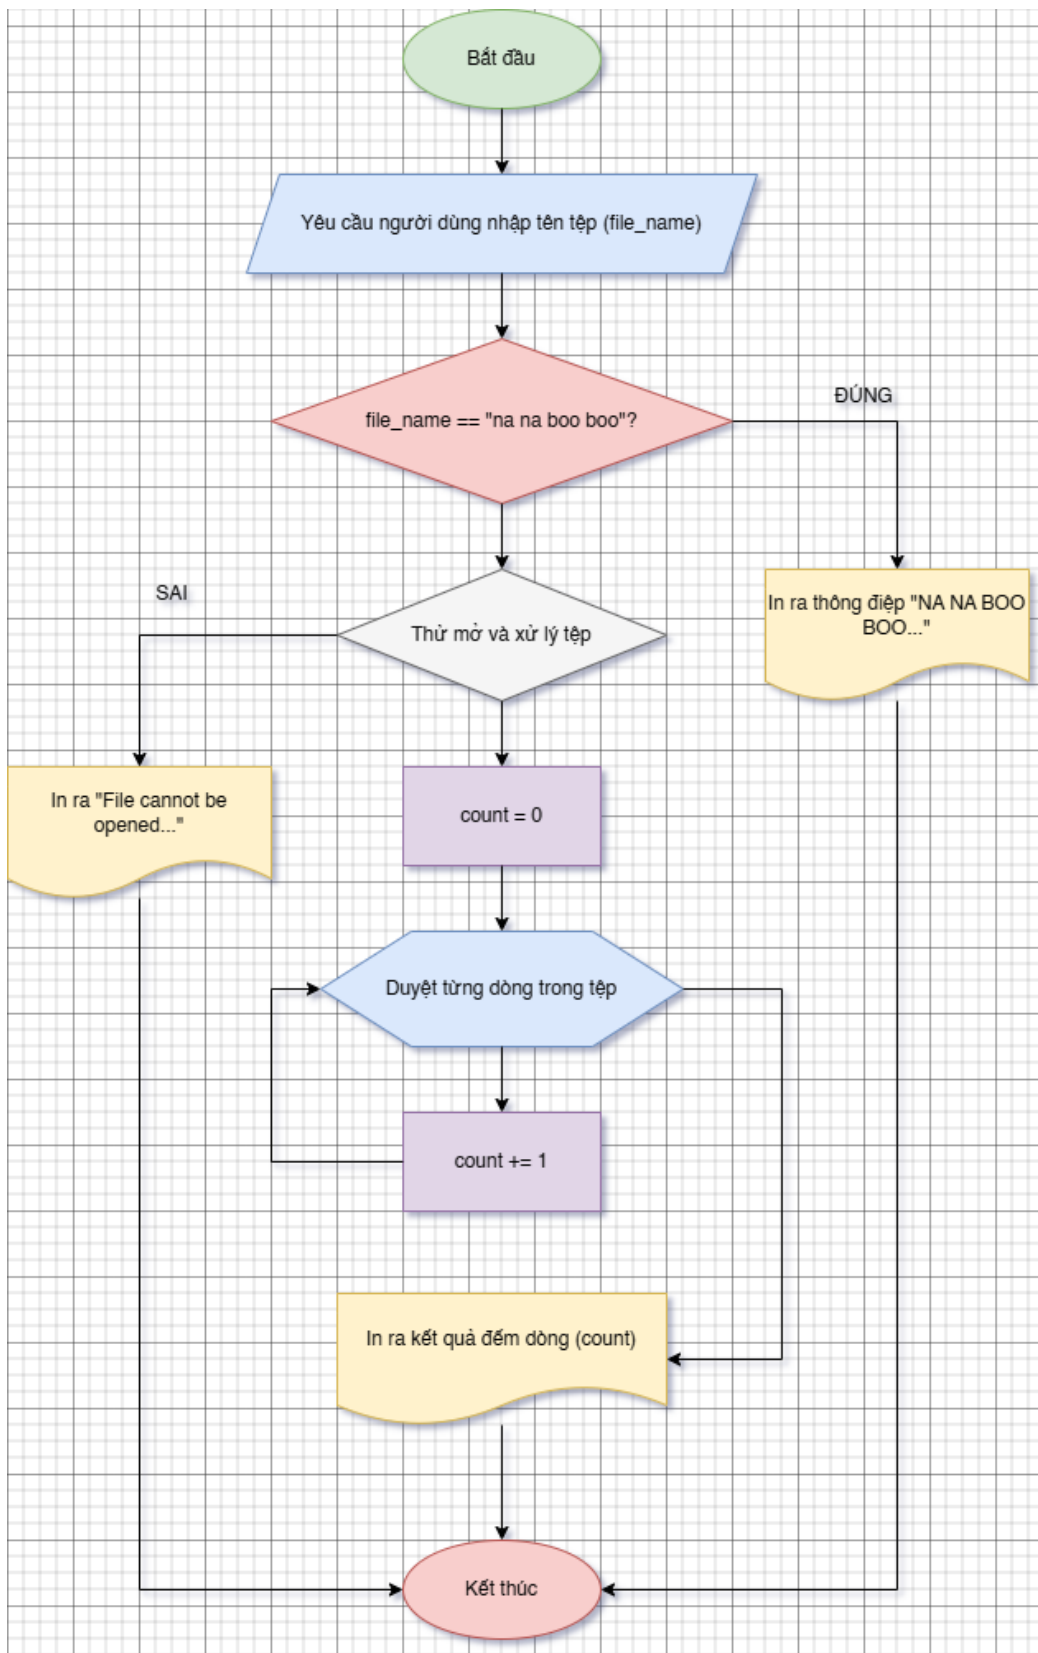 Bắt đầu
Yêu cầu người dùng nhập tên tệp (file_name)
ĐÚNG
file_name == "na na boo boo"?
SAI
Thử mở và xử lý tệp
In ra thông điệp "NA NA BOO
BOO..."
In ra "File cannot be
opened..."
count = 0
Duyệt từng dòng trong tệp
count += 1
In ra kết quả đếm dòng (count)
Kết thúc